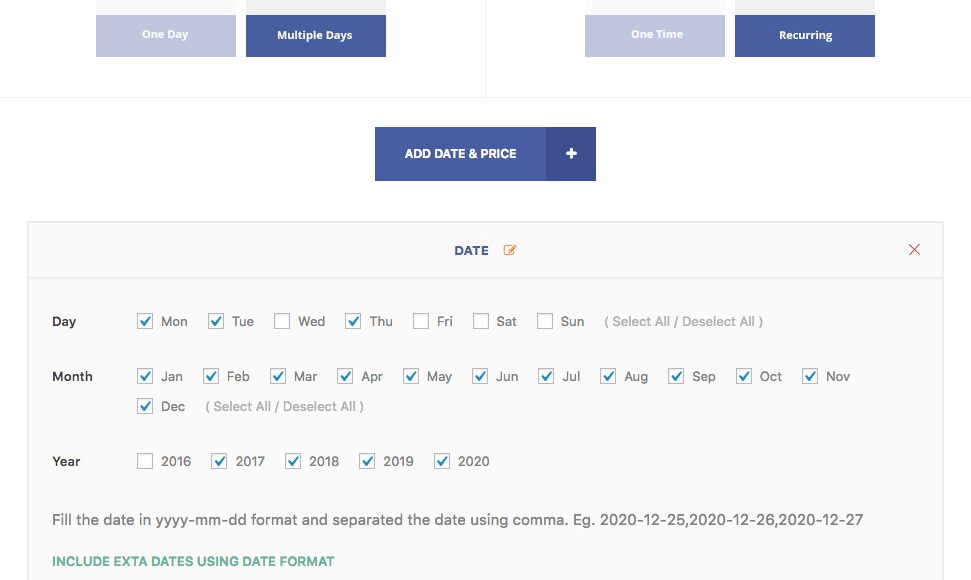 One Day Multiple Days One Time Recurring
ADD DATE & PRICE +
DATE
Day Mon Tue Wed Thu Fri Sat Sun ( Select All / Deselect All )
Month Jan Feb Mar Apr May Jun Jul Aug Sep Oct Nov
Dec ( Select All / Deselect All )
Year 2016 2017 2018 2019 2020
Fill the date in yyyy-mm-dd format and separated the date using comma. Eg. 2020-12-25,2020-12-26,2020-12-27
INCLUDE EXTA DATES USING DATE FORMAT